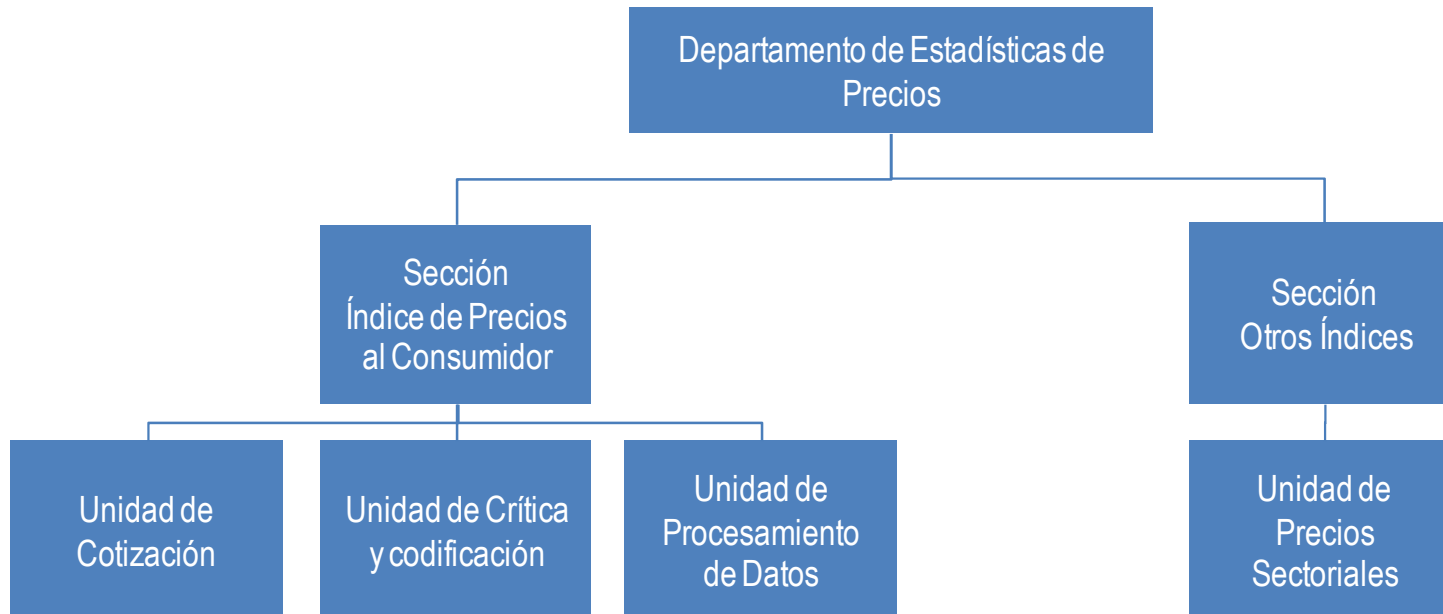 Departamento de Estadísticas de
Precios
Sección
Índice de Precios
al Consumidor
Sección
Otros Índices
Unidad de
Cotización
Unidad de Crítica
y codificación
Unidad de
Procesamiento
de Datos
Unidad de
Precios
Sectoriales